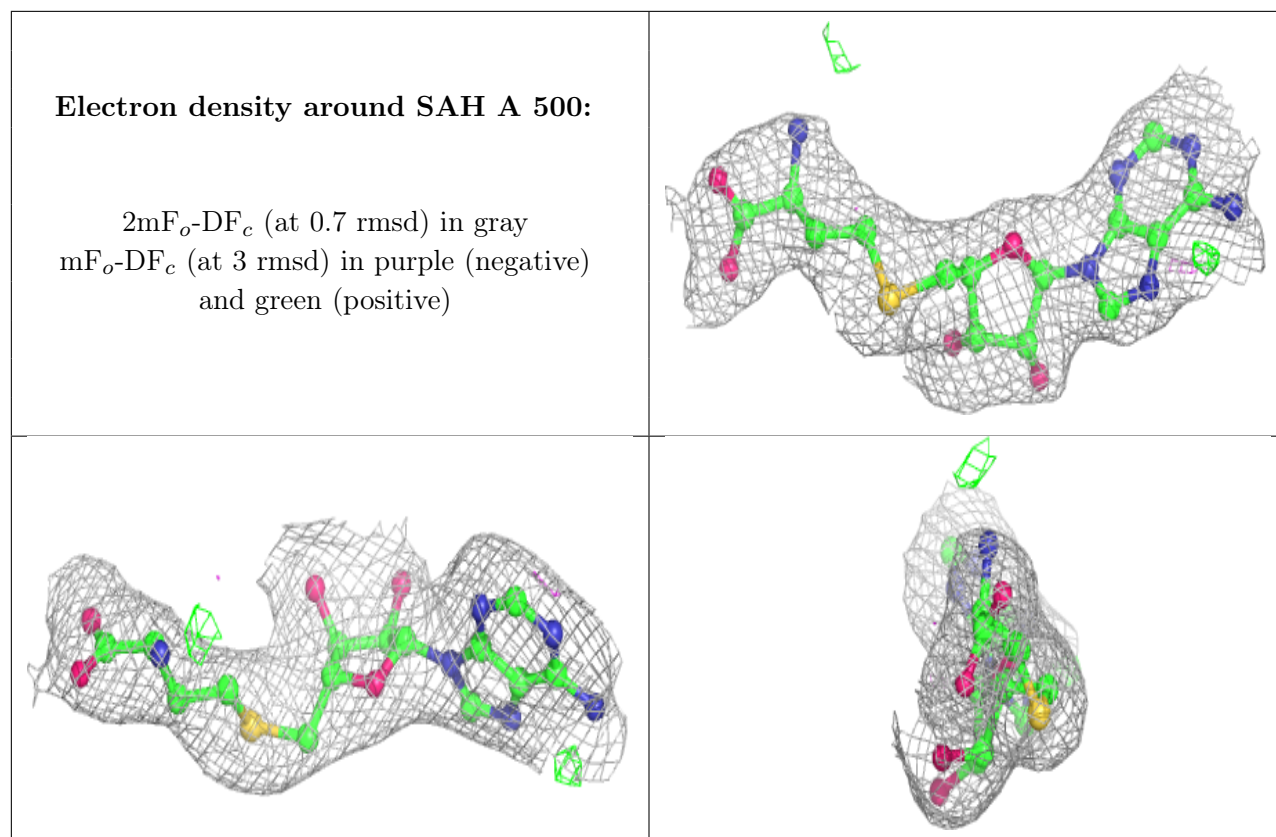 Electron density around SAH A 500:
2mFo-DFc (at 0.7 rmsd) in gray
mFo-DFc (at 3 rmsd) in purple (negative)
and green (positive)